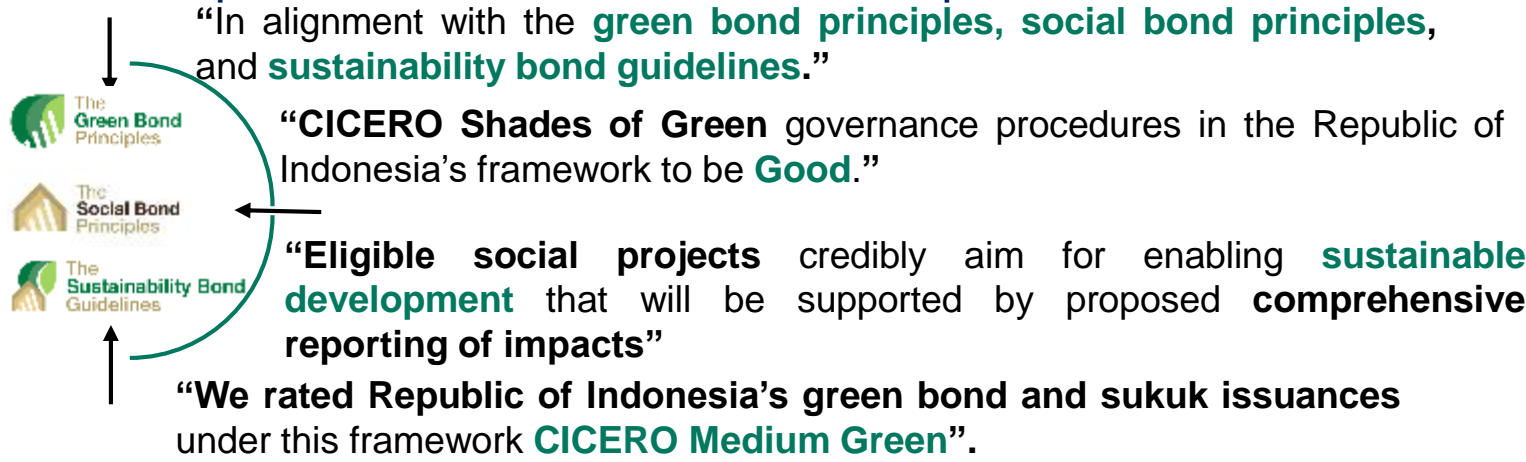 “In alignment with the green bond principles, social bond principles,
and sustainability bond guidelines.”
The
Green Bond
Principles
“CICERO Shades of Green governance procedures in the Republic of
Indonesia’s framework to be Good.”
The
Social Bond
Principles
“Eligible social projects credibly aim for enabling sustainable
development that will be supported by proposed comprehensive
reporting of impacts”
The
Sustainability Bond
Guidelines
“We rated Republic of Indonesia’s green bond and sukuk issuances
under this framework CICERO Medium Green”.